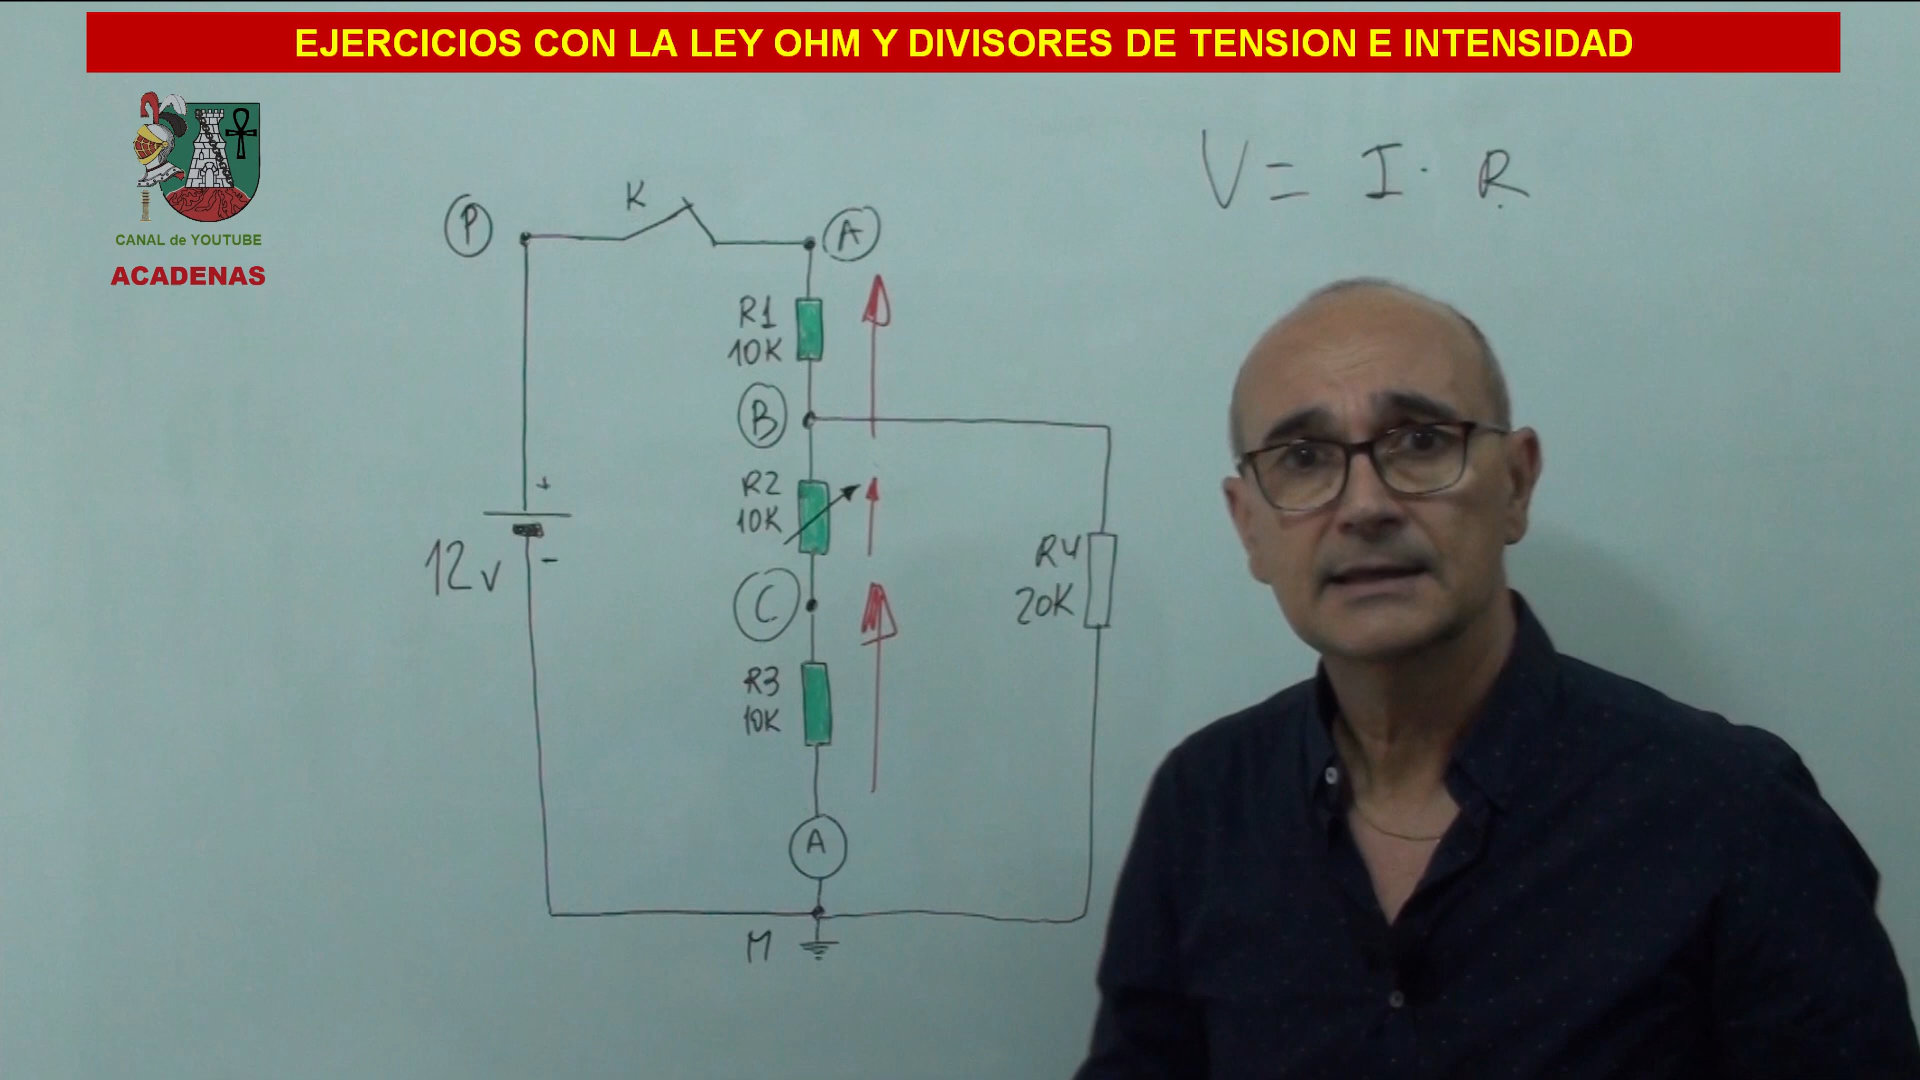 EJERCICIOS CON LA LEY OHM Y DIVISORES DE TENSION E INTENSIDAD
CANAL de YOUTUBE
ACADENAS
V = I · R
P
K
A
R1
10K
B
R2
10K
+
-
12v
C
R4
20K
R3
10K
A
M